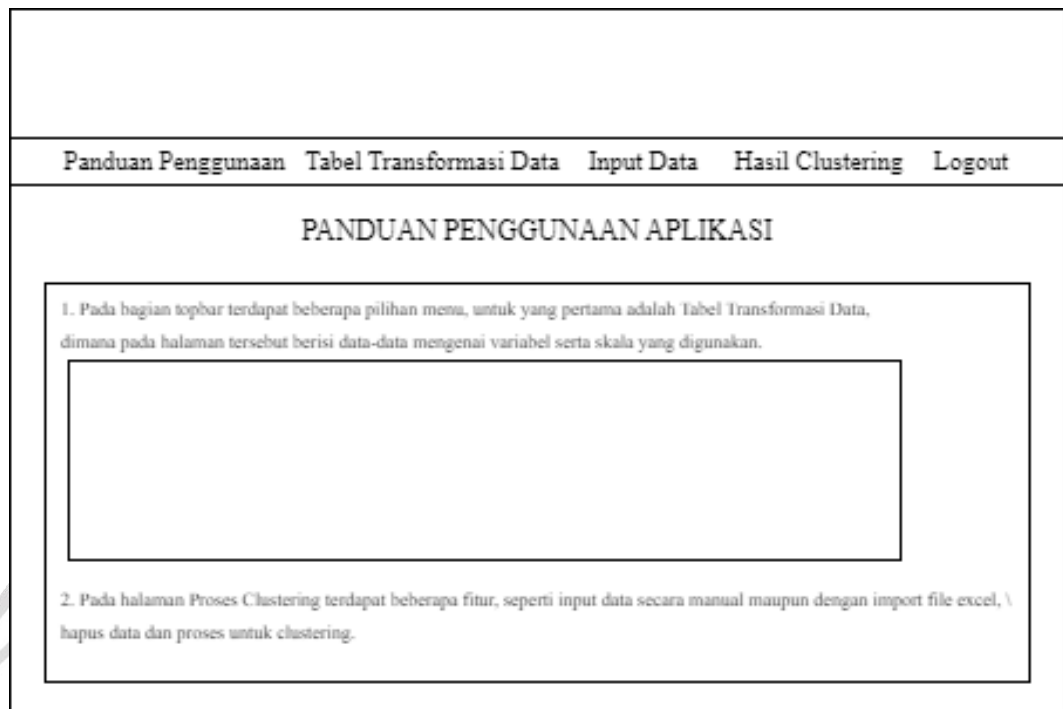 Panduan Penggunaan Tabel Transformasi Data Input Data Hasil Clustering Logout
PANDUAN PENGGUNAAN APLIKASI
1. Pada bagian topbar terdapat beberapa pilihan menu, untuk yang pertama adalah Tabel Transformasi Data,
dimana pada halaman tersebut berisi data-data mengenai variabel serta skala yang digunakan.
2. Pada halaman Proses Clustering terdapat beberapa fitur, seperti input data secara manual maupun dengan import file excel, \
hapus data dan proses untuk clustering.